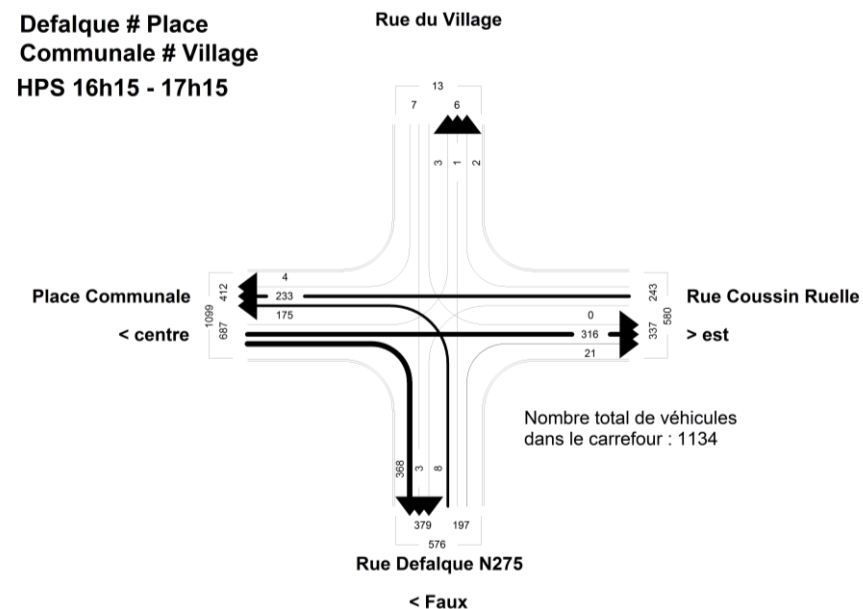 Defalque # Place
Communale # Village
HPS 16h15 - 17h15
Rue du Village
13
7
6
3
1
2
Place Communale
< centre
1099
412
687
4
233
175
0
316
21
243
337
580
Rue Coussin Ruelle
> est
Nombre total de véhicules
dans le carrefour : 1134
368
3
8
379
197
576
Rue Defalque N275
< Faux